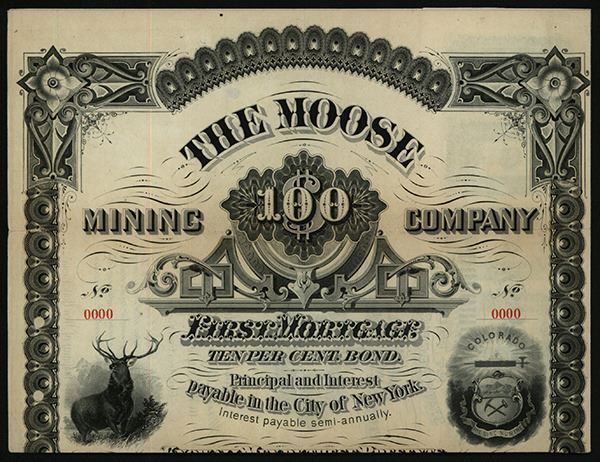 THE MOOSE
MINING $100 COMPANY
No No
0000 0000
FIRST MORTGAGE
TEN PER CENT. BOND.
Principal and Interest
payable in the City of New York.
Interest payable semi-annually.
COLORADO